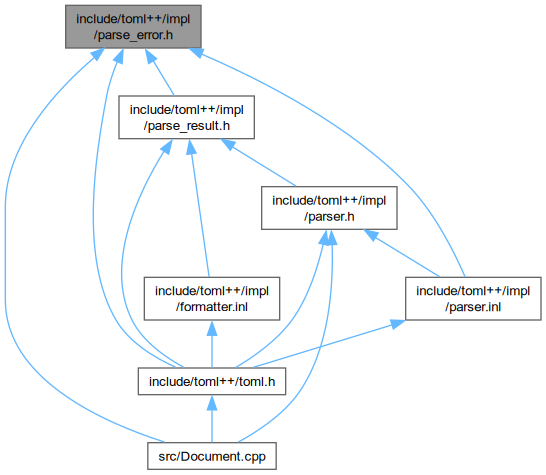 include/toml++/impl
/parse_error.h
include/toml++/impl
/parse_result.h
include/toml++/impl
/parser.h
include/toml++/impl
/formatter.inl
include/toml++/impl
/parser.inl
include/toml++/toml.h
src/Document.cpp